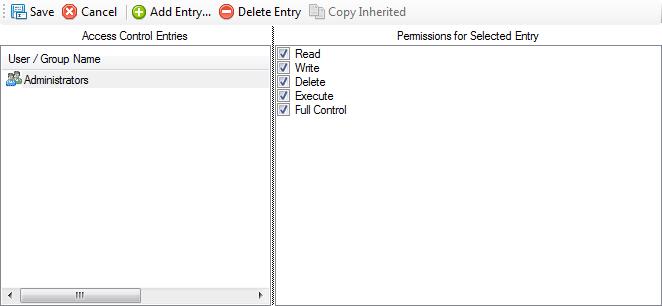 Save Cancel Add Entry... Delete Entry Copy Inherited
Access Control Entries
User / Group Name
Administrators
Permissions for Selected Entry
Read
Write
Delete
Execute
Full Control